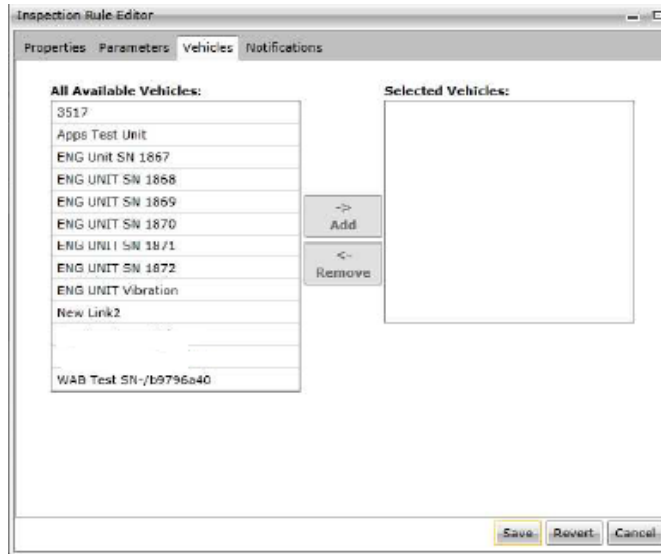 Inspection Rule Editor
Properties Parameters Vehicles Notifications
All Available Vehicles:
3517
Apps Test Unit
ENG Unit SN 1867
ENG UNIT SN 1868
ENG UNIT SN 1869
ENG UNIT SN 1870
ENG UNIT SN 1871
ENG UNIT SN 1872
ENG UNIT Vibration
New Link2
WAB Test SN-/b9796a40
->
Add
<-
Remove
Selected Vehicles:
Save Revert Cancel